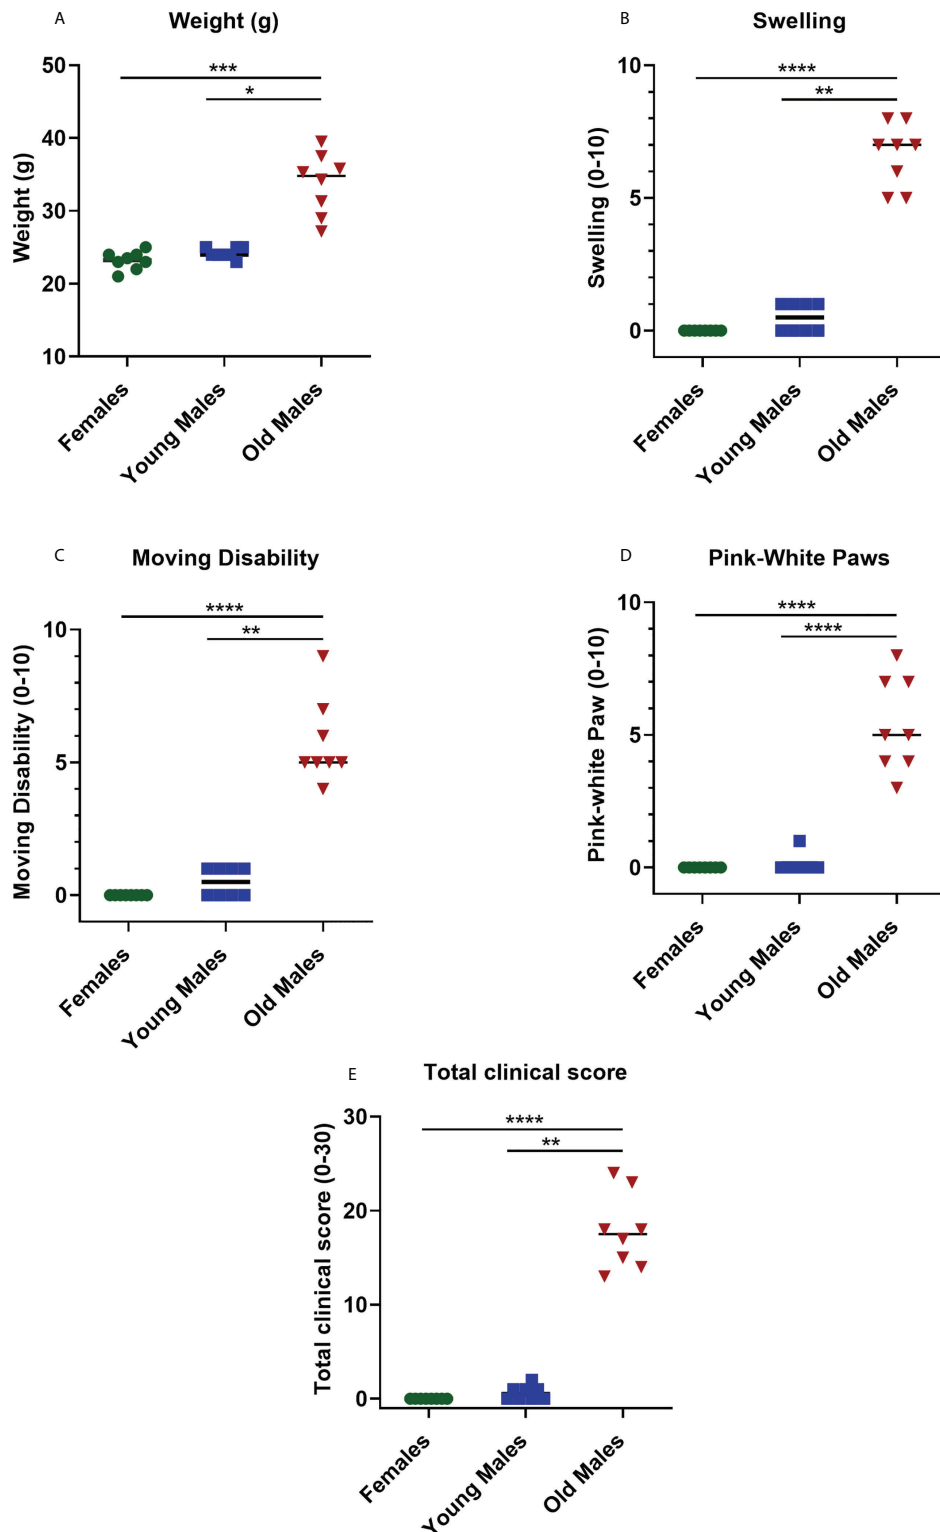 A
Weight (g)
***
*
50
40
30
20
10
Weight (g)
Females
Young Males
Old Males
B
Swelling
****
**
10
5
0
Swelling (0-10)
Females
Young Males
Old Males
C
Moving Disability
****
**
10
5
0
Moving Disability (0-10)
Females
Young Males
Old Males
D
Pink-White Paws
****
****
10
5
0
Pink-white Paw (0-10)
Females
Young Males
Old Males
E
Total clinical score
****
**
30
20
10
0
Total clinical score (0-30)
Females
Young Males
Old Males